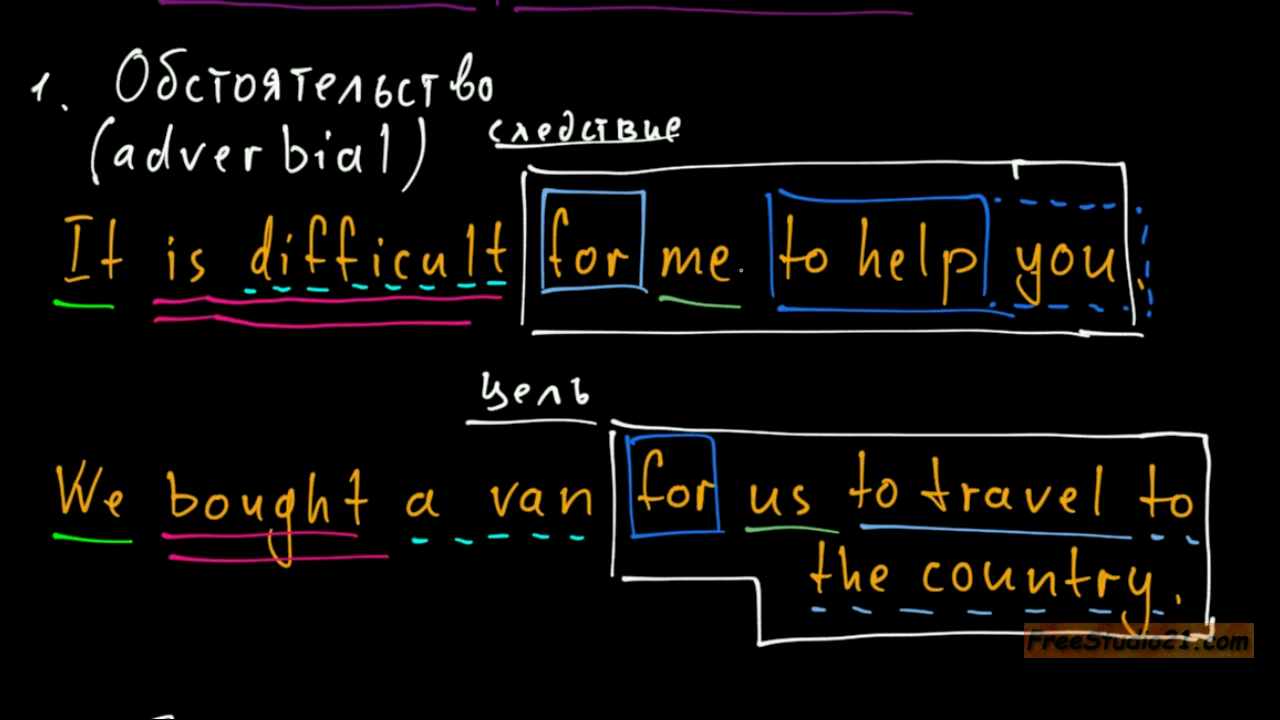 1. Обстоятельство
(adverbial)
следствие
It is difficult for me to help you.
цель
We bought a van for us to travel to
the country.
FreeStudio21.com